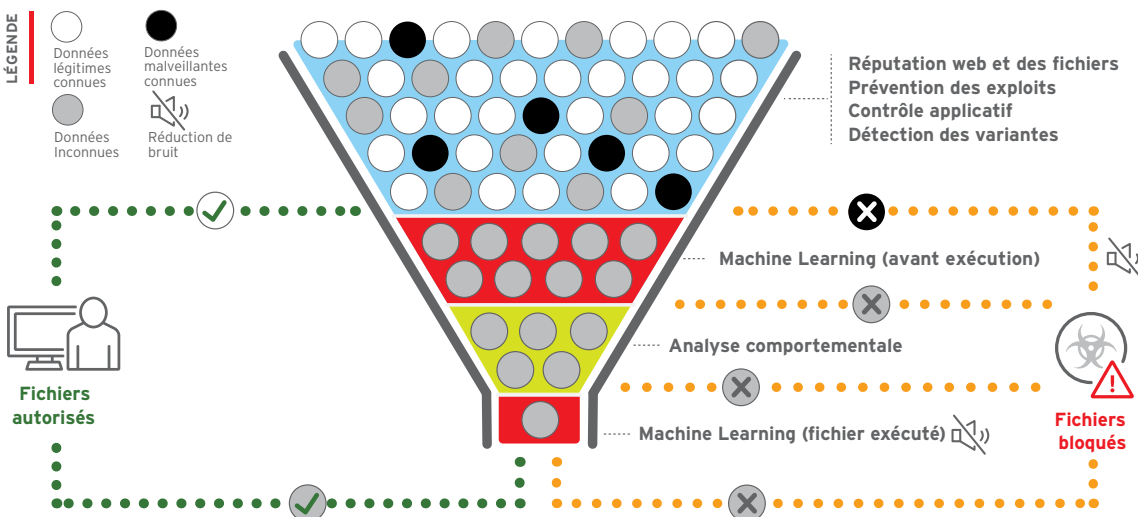 LÉGENDE
Données
légitimes
connues
Données
malveillantes
connues
Données
Inconnues
Réduction de
bruit
Réputation web et des fichiers
Prévention des exploits
Contrôle applicatif
Détection des variantes
Machine Learning (avant exécution)
Analyse comportementale
Fichiers
autorisés
Machine Learning (fichier exécuté)
Fichiers
bloqués